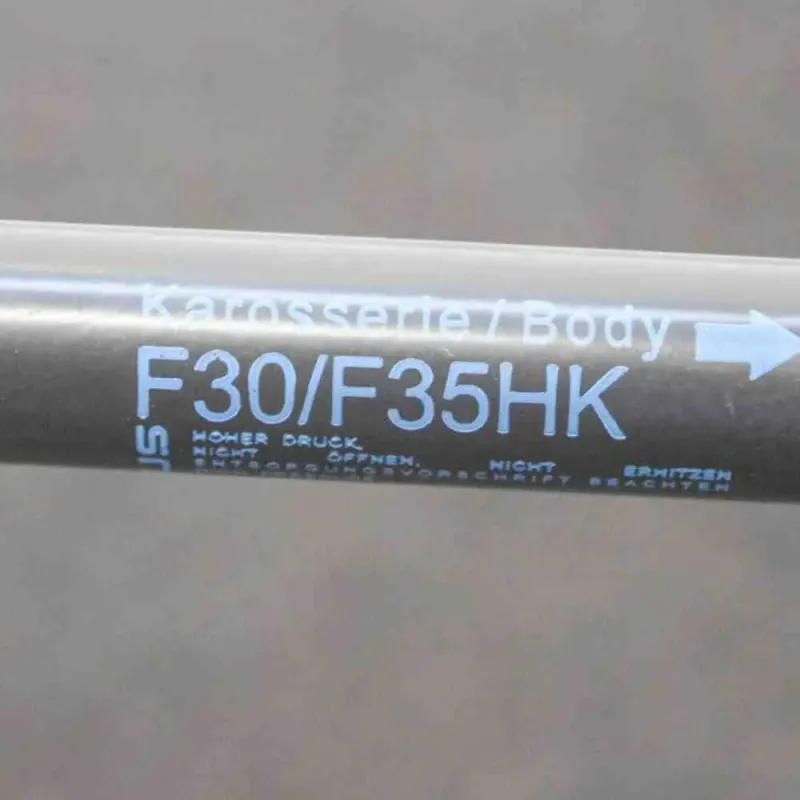 Karosserie / Body
F30/F35HK
HOHER DRUCK,
NICHT ÖFFNEN, NICHT ERHITZEN
ENTSORGUNGSVORSCHRIFT BEACHTEN